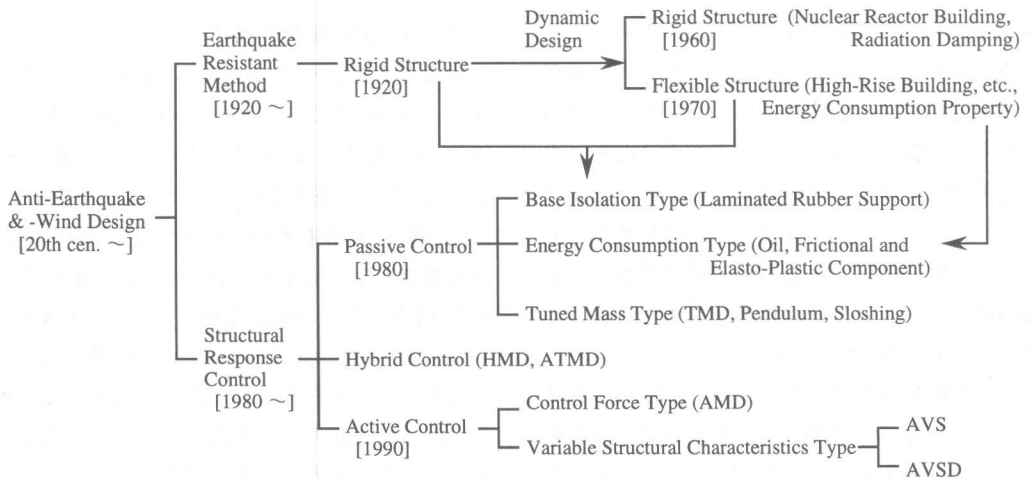 Dynamic
Design
Rigid Structure (Nuclear Reactor Building,
[1960]
Radiation Damping)
Earthquake
Resistant
Method
[1920 ~]
Rigid Structure
[1920]
Flexible Structure (High-Rise Building, etc.,
[1970]
Energy Consumption Property)
Anti-Earthquake
& -Wind Design
[20th cen. ~]
Base Isolation Type (Laminated Rubber Support)
Passive Control
[1980]
Energy Consumption Type (Oil, Frictional and
Elasto-Plastic Component)
Tuned Mass Type (TMD, Pendulum, Sloshing)
Structural
Response
Control
[1980 ~]
Hybrid Control (HMD, ATMD)
Active Control
[1990]
Control Force Type (AMD)
Variable Structural Characteristics Type
AVS
AVSD